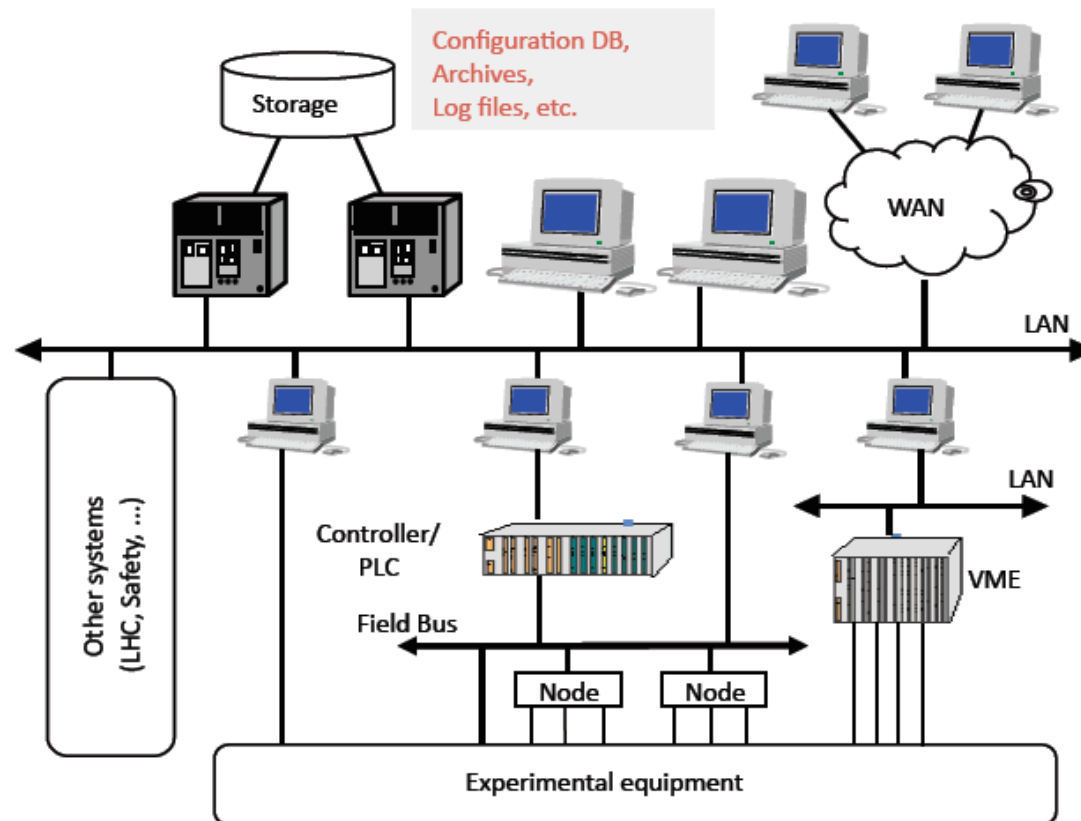 Configuration DB,
Archives,
Log files, etc.
Storage
WAN
LAN
Other systems
(LHC, Safety, ...)
Controller/
PLC
LAN
VME
Field Bus
Node
Node
Experimental equipment